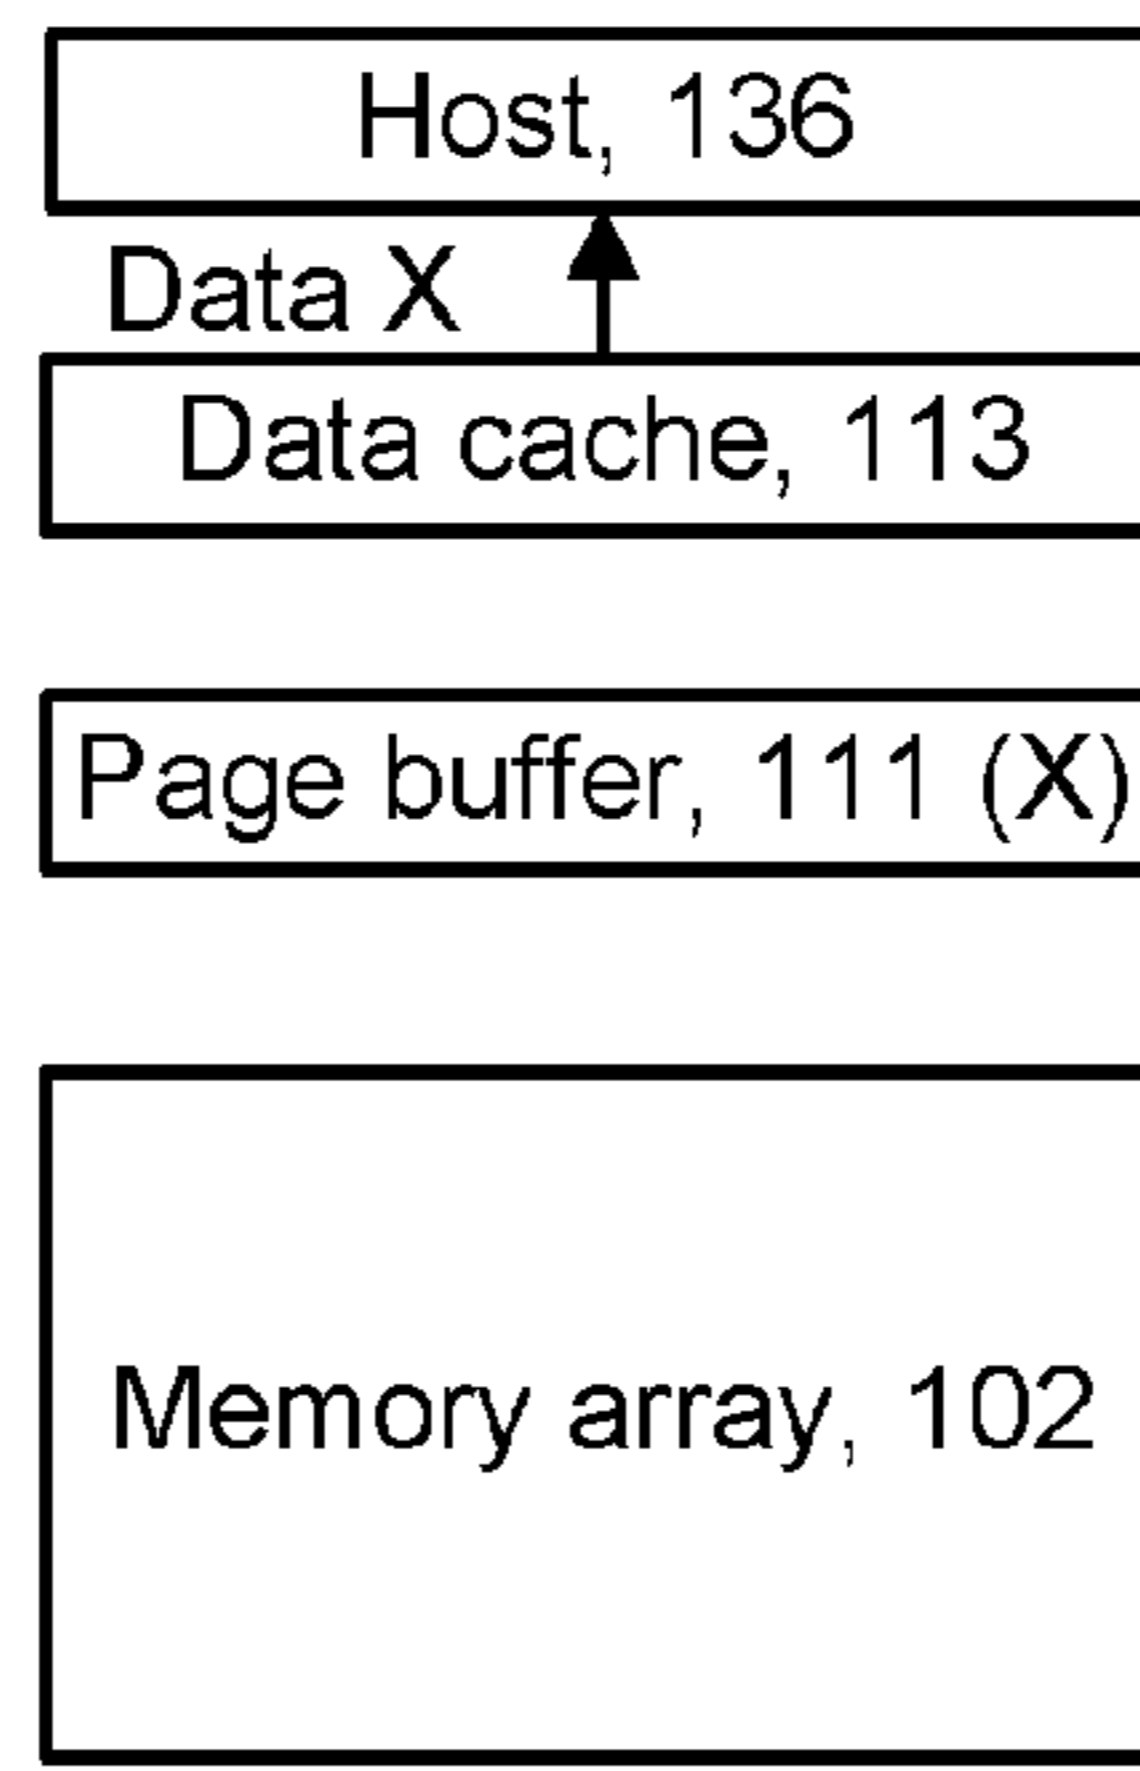 Host, 136
Data X
Data cache, 113
Page buffer, 111 (X)
Memory array, 102